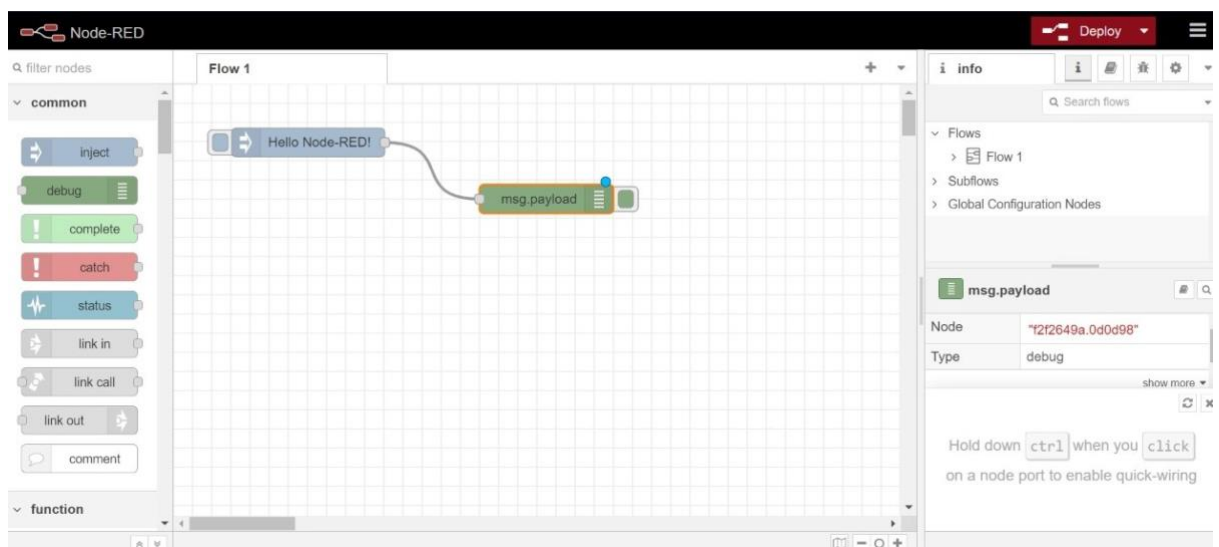 Node-RED
Deploy
filter nodes
Flow 1
i info
common
Search flows
inject
Hello Node-RED!
Flows
Flow 1
debug
msg.payload
Subflows
Global Configuration Nodes
complete
catch
msg.payload
status
Node "f2f2649a.0d0d98"
link in
Type debug
link call
show more
link out
Hold down ctrl when you click
on a node port to enable quick-wiring
comment
function